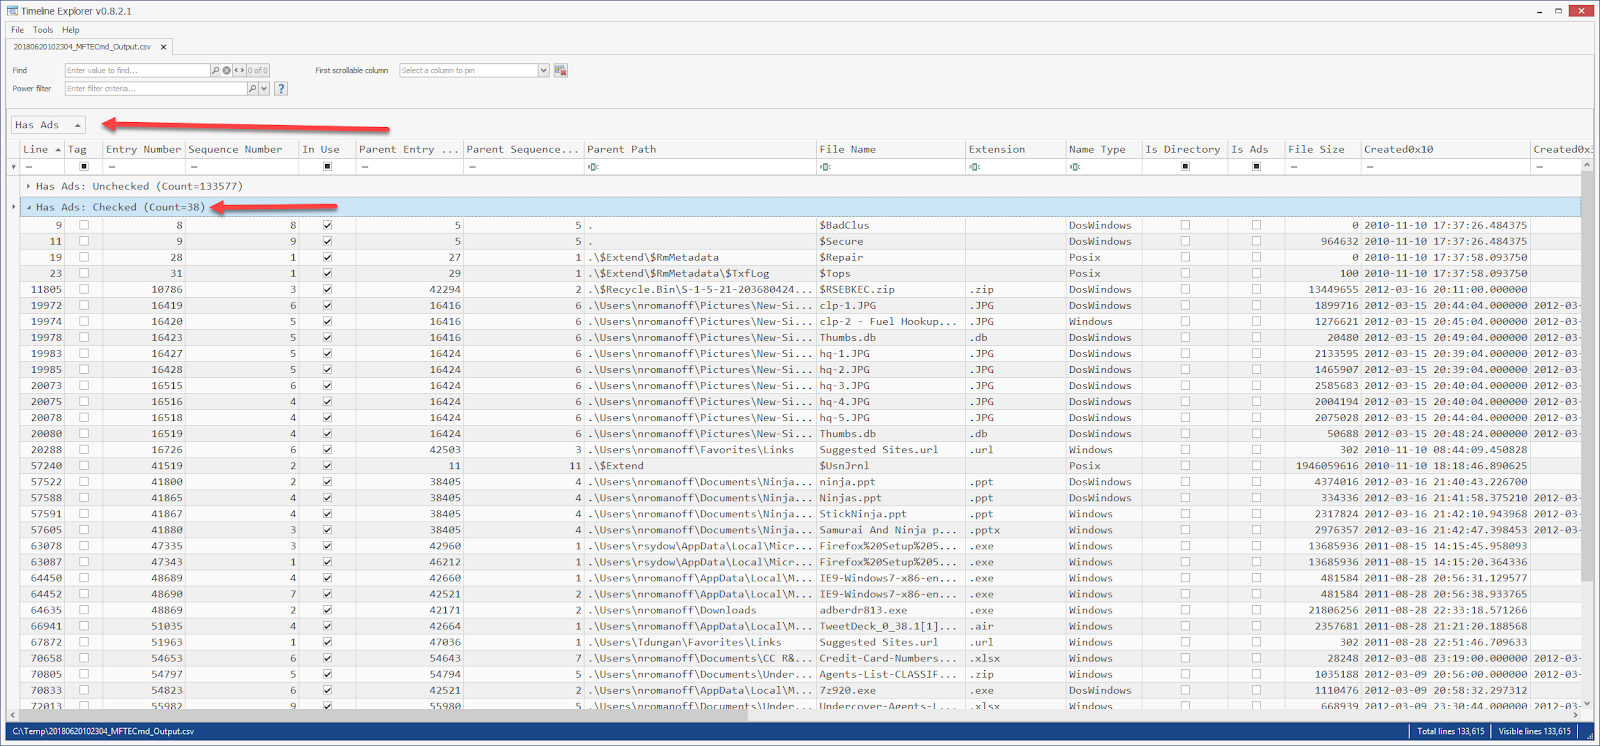 Timeline Explorer v0.8.2.1
File Tools Help
20180620102304_MFTECmd_Output.csv
Find Enter value to find... 0 of 0 First scrollable column Select a column to pin
Power filter Enter filter criteria... ?
Has Ads
Line Tag Entry Number Sequence Number In Use Parent Entry ... Parent Sequence... Parent Path File Name Extension Name Type Is Directory Is Ads File Size Created0x10 Created0x
Has Ads: Unchecked (Count=133577)
Has Ads: Checked (Count=38)
9 8 8 5 5 . $BadClus DosWindows 0 2010-11-10 17:37:26.484375
11 9 9 5 5 . $Secure DosWindows 964632 2010-11-10 17:37:26.484375
19 28 1 27 1 .\$Extend\$RmMetadata $Repair Posix 0 2010-11-10 17:37:58.093750
23 31 1 29 1 .\$Extend\$RmMetadata\$TxfLog $Tops Posix 100 2010-11-10 17:37:58.093750
11805 10786 3 42294 2 .\$Recycle.Bin\S-1-5-21-203680424... $RSEBKEC.zip .zip DosWindows 13449655 2012-03-16 20:11:00.000000
19972 16419 6 16416 6 .\Users\nromanoff\Pictures\New-Si... clp-1.JPG .JPG DosWindows 1899716 2012-03-15 20:44:04.000000 2012-03-
19974 16420 5 16416 6 .\Users\nromanoff\Pictures\New-Si... clp-2 - Fuel Hookup... .JPG Windows 1276621 2012-03-15 20:45:04.000000 2012-03-
19978 16423 5 16416 6 .\Users\nromanoff\Pictures\New-Si... Thumbs.db .db DosWindows 20480 2012-03-15 20:49:04.000000 2012-03-
19983 16427 5 16424 6 .\Users\nromanoff\Pictures\New-Si... hq-1.JPG .JPG DosWindows 2133595 2012-03-15 20:39:04.000000 2012-03-
19985 16428 5 16424 6 .\Users\nromanoff\Pictures\New-Si... hq-2.JPG .JPG DosWindows 1465907 2012-03-15 20:39:04.000000 2012-03-
20073 16515 6 16424 6 .\Users\nromanoff\Pictures\New-Si... hq-3.JPG .JPG DosWindows 2585683 2012-03-15 20:40:04.000000 2012-03-
20075 16516 4 16424 6 .\Users\nromanoff\Pictures\New-Si... hq-4.JPG .JPG DosWindows 2004194 2012-03-15 20:40:04.000000 2012-03-
20078 16518 4 16424 6 .\Users\nromanoff\Pictures\New-Si... hq-5.JPG .JPG DosWindows 2075028 2012-03-15 20:44:04.000000 2012-03-
20080 16519 4 16424 6 .\Users\nromanoff\Pictures\New-Si... Thumbs.db .db DosWindows 50688 2012-03-15 20:48:24.000000 2012-03-
20288 16726 6 42503 3 .\Users\nromanoff\Favorites\Links Suggested Sites.url .url Windows 302 2010-11-10 08:44:09.450828
57240 41519 2 11 11 .\$Extend $UsnJrnl Posix 1946059616 2010-11-10 18:18:46.890625
57522 41800 2 38405 4 .\Users\nromanoff\Documents\Ninja... ninja.ppt .ppt DosWindows 4374016 2012-03-16 21:40:43.226700
57588 41865 4 38405 4 .\Users\nromanoff\Documents\Ninja... Ninjas.ppt .ppt DosWindows 334336 2012-03-16 21:41:58.375210 2012-03-
57591 41867 4 38405 4 .\Users\nromanoff\Documents\Ninja... StickNinja.ppt .ppt Windows 2317824 2012-03-16 21:42:10.943968 2012-03-
57605 41880 3 38405 4 .\Users\nromanoff\Documents\Ninja... Samurai And Ninja p... .pptx Windows 2976357 2012-03-16 21:42:47.398453 2012-03-
63078 47335 3 42960 1 .\Users\rsydow\AppData\Local\Micr... Firefox%20Setup%205... .exe Windows 13685936 2011-08-15 14:15:45.958093
63087 47343 1 46212 1 .\Users\rsydow\AppData\Local\Micr... Firefox%20Setup%205... .exe Windows 13685936 2011-08-15 14:15:20.364336
64450 48689 4 42660 1 .\Users\nromanoff\AppData\Local\M... IE9-Windows7-x86-en... .exe Windows 481584 2011-08-28 20:56:31.129577
64452 48690 7 42521 2 .\Users\nromanoff\AppData\Local\M... IE9-Windows7-x86-en... .exe Windows 481584 2011-08-28 20:56:38.933765
64635 48869 2 42171 2 .\Users\nromanoff\Downloads adberdr813.exe .exe Windows 21806256 2011-08-28 22:33:18.571266
66941 51035 4 42664 1 .\Users\nromanoff\AppData\Local\M... TweetDeck_0_38.1[1]... .air Windows 2357681 2011-08-28 21:21:20.188568
67872 51963 1 47036 1 .\Users\Tdungan\Favorites\Links Suggested Sites.url .url Windows 302 2011-08-28 22:51:46.709633
70658 54653 6 54643 7 .\Users\nromanoff\Documents\CC R&... Credit-Card-Numbers... .xlsx Windows 28248 2012-03-08 23:19:00.000000 2012-03-
70805 54797 5 54794 5 .\Users\nromanoff\Documents\Under... Agents-List-CLASSIF... .zip Windows 1035188 2012-03-09 20:56:00.000000 2012-03-
70833 54823 6 42521 2 .\Users\nromanoff\AppData\Local\M... 7z920.exe .exe DosWindows 1110476 2012-03-09 20:58:32.297312
72013 55982 9 55980 5 .\Users\nromanoff\Documents\Under... Undercover-Agents-L... .xlsx Windows 668939 2012-03-09 23:30:44.000000 2012-03-
C:\Temp\20180620102304_MFTECmd_Output.csv Total lines 133,615 Visible lines 133,615